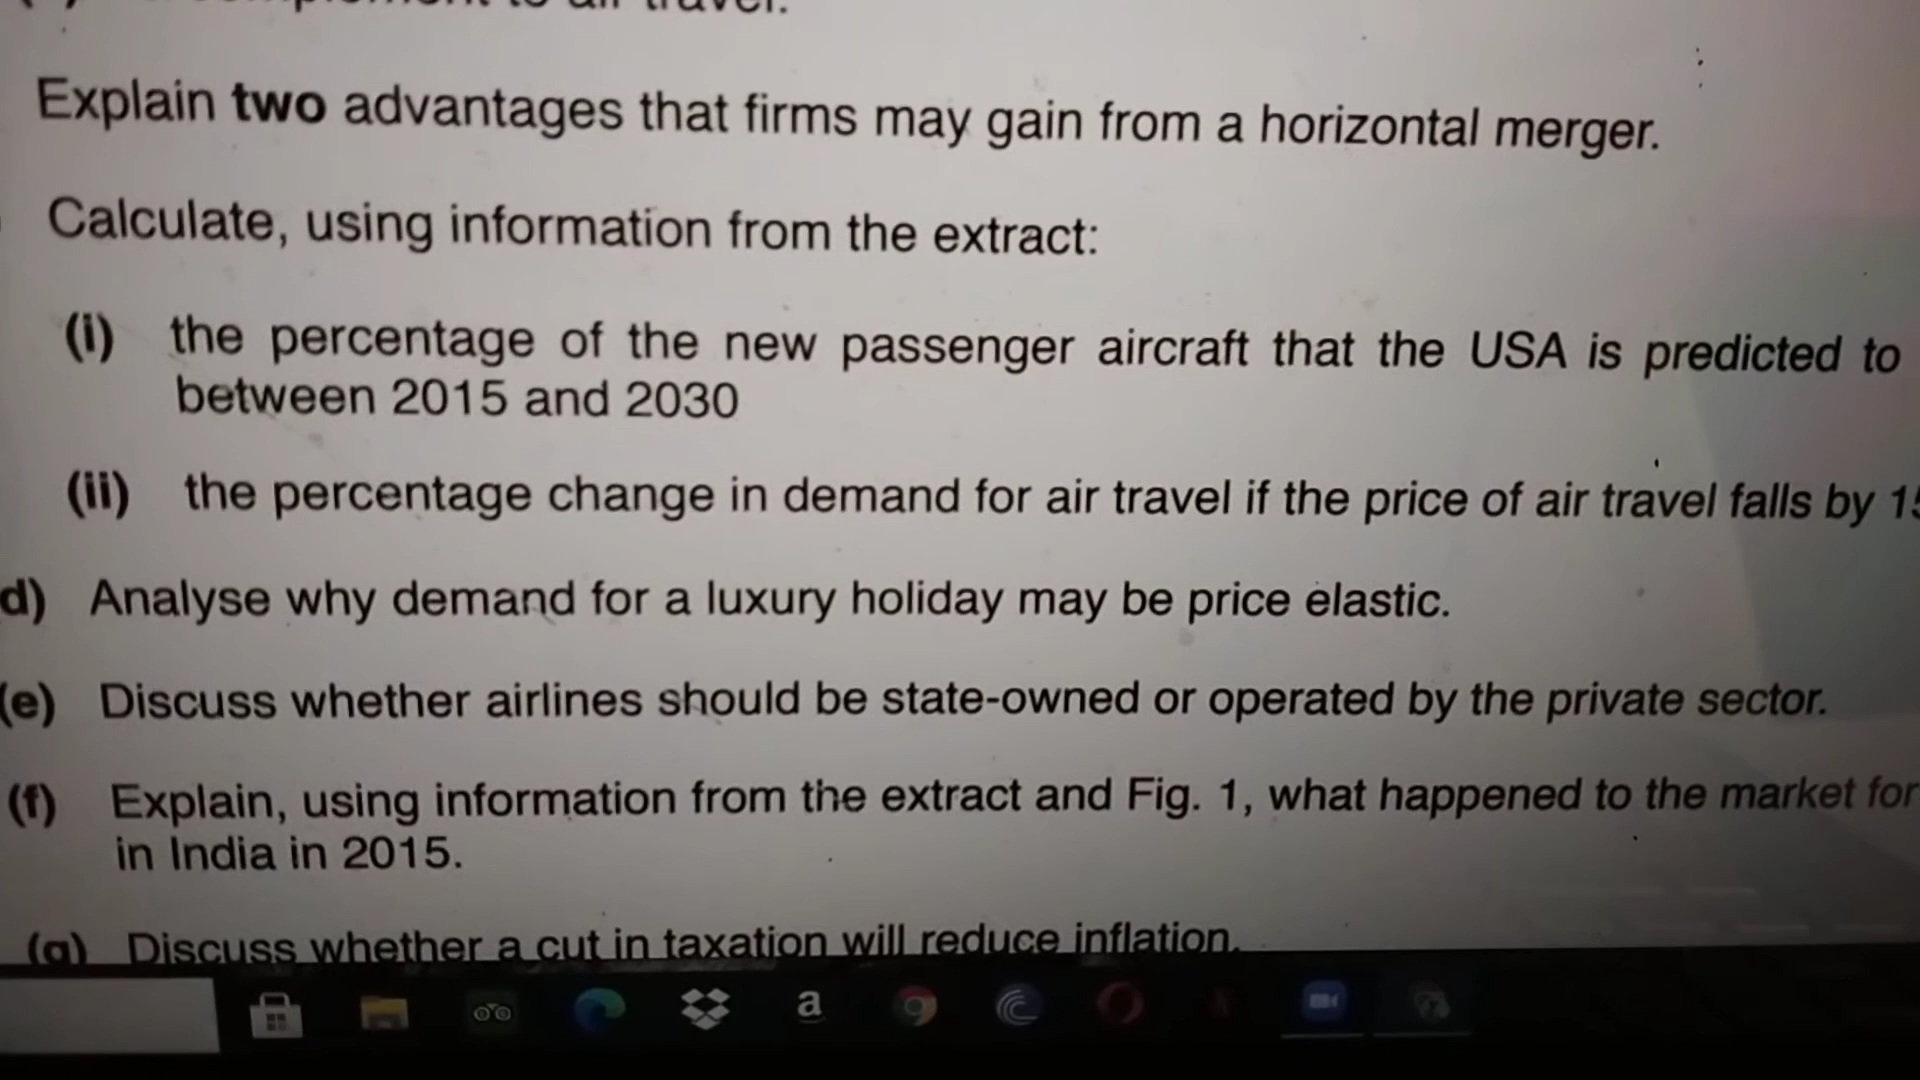 complement to air travel.
Explain two advantages that firms may gain from a horizontal merger.
Calculate, using information from the extract:
(i) the percentage of the new passenger aircraft that the USA is predicted to
between 2015 and 2030
(ii) the percentage change in demand for air travel if the price of air travel falls by 15
d) Analyse why demand for a luxury holiday may be price elastic.
(e) Discuss whether airlines should be state-owned or operated by the private sector.
(f) Explain, using information from the extract and Fig. 1, what happened to the market for
in India in 2015.
(g) Discuss whether a cut in taxation will reduce inflation.
a